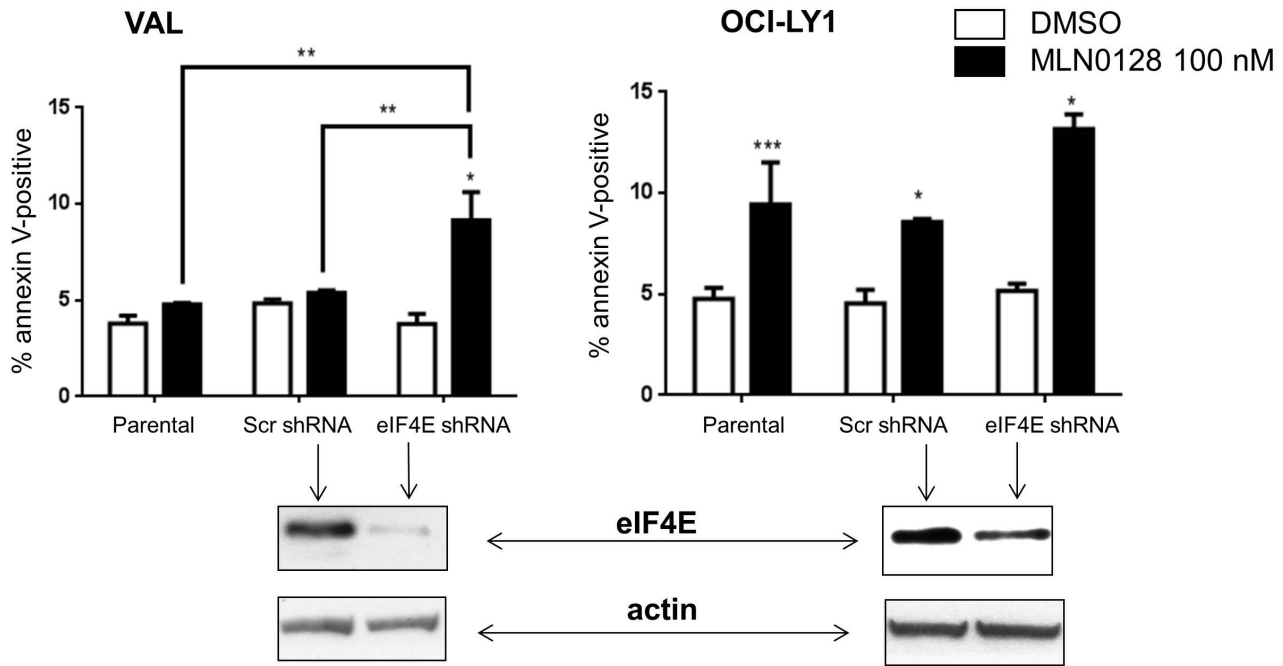 VAL
OCI-LY1
DMSO
MLN0128 100 nM
% annexin V-positive
15
10
5
0
**
**
*
Parental
Scr shRNA
eIF4E shRNA
% annexin V-positive
15
10
5
0
***
*
*
Parental
Scr shRNA
eIF4E shRNA
eIF4E
actin